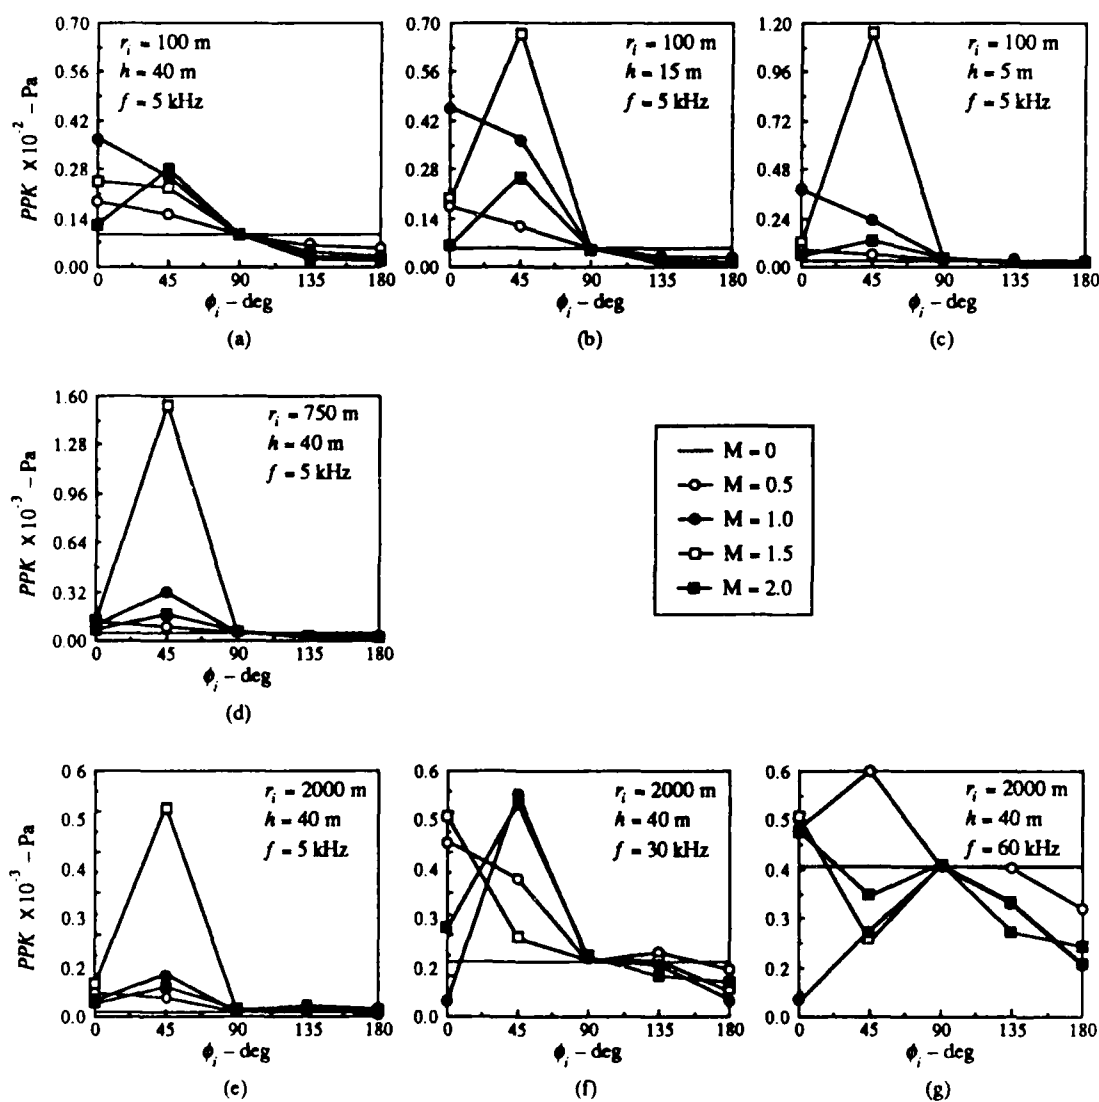 0.70
0.56
0.42
0.28
0.14
0.00
PPK X 10⁻² – Pa
r_i = 100 m
h = 40 m
f = 5 kHz
0 45 90 135 180
ϕ_i – deg
(a)
0.70
0.56
0.42
0.28
0.14
0.00
r_i = 100 m
h = 15 m
f = 5 kHz
0 45 90 135 180
ϕ_i – deg
(b)
1.20
0.96
0.72
0.48
0.24
0.00
r_i = 100 m
h = 5 m
f = 5 kHz
0 45 90 135 180
ϕ_i – deg
(c)
1.60
1.28
0.96
0.64
0.32
0.00
PPK X 10⁻³ – Pa
r_i = 750 m
h = 40 m
f = 5 kHz
0 45 90 135 180
ϕ_i – deg
(d)
M = 0
M = 0.5
M = 1.0
M = 1.5
M = 2.0
0.6
0.5
0.4
0.3
0.2
0.0
PPK X 10⁻³ – Pa
r_i = 2000 m
h = 40 m
f = 5 kHz
0 45 90 135 180
ϕ_i – deg
(e)
0.6
0.5
0.4
0.3
0.2
0.0
r_i = 2000 m
h = 40 m
f = 30 kHz
0 45 90 135 180
ϕ_i – deg
(f)
0.6
0.5
0.4
0.3
0.2
0.0
r_i = 2000 m
h = 40 m
f = 60 kHz
0 45 90 135 180
ϕ_i – deg
(g)